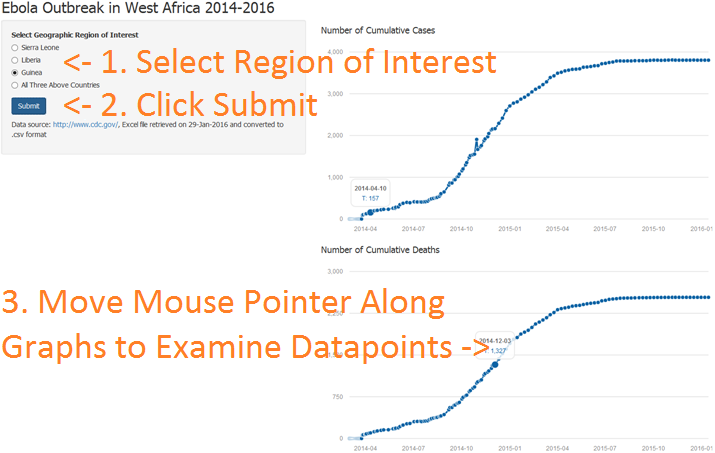 Ebola Outbreak in West Africa 2014-2016
Select Geographic Region of Interest
Sierra Leone
Liberia
Guinea
All Three Above Countries
Submit
Data source: http://www.cdc.gov/, Excel file retrieved on 29-Jan-2016 and converted to
.csv format
<- 1. Select Region of Interest
<- 2. Click Submit
3. Move Mouse Pointer Along
Graphs to Examine Datapoints ->
Number of Cumulative Cases
4,000
3,000
2,000
1,000
0
2014-04-10
T: 157
2014-04 2014-07 2014-10 2015-01 2015-04 2015-07 2015-10 2016-01
Number of Cumulative Deaths
3,000
2,250
1,500
750
0
2014-12-03
T: 1,327
2014-04 2014-07 2014-10 2015-01 2015-04 2015-07 2015-10 2016-01